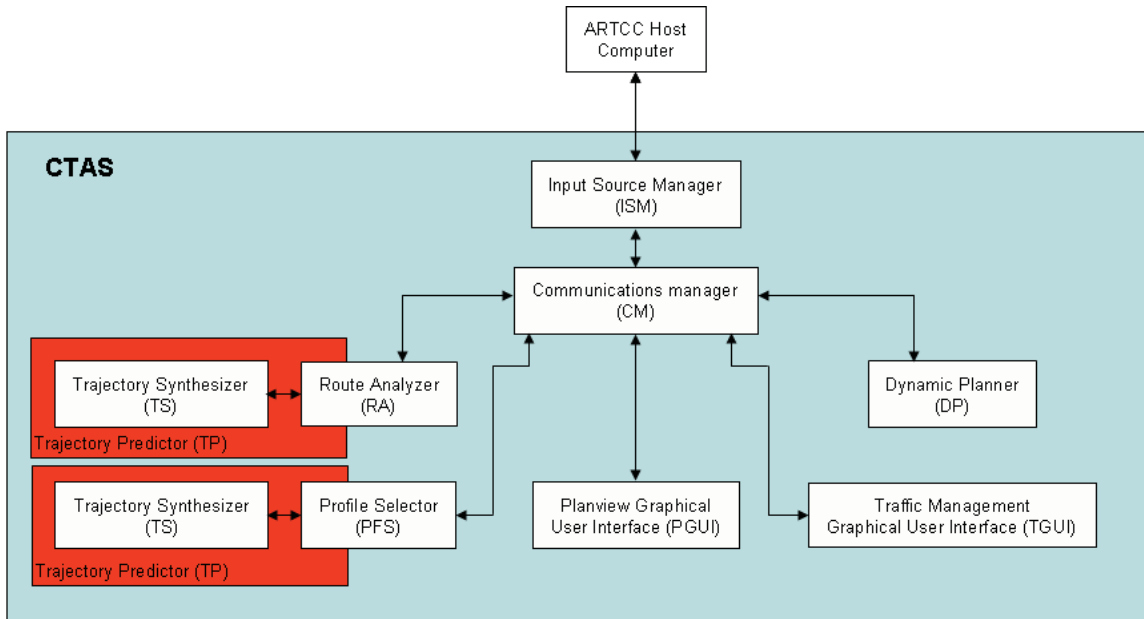 ARTCC Host
Computer
CTAS
Input Source Manager
(ISM)
Communications manager
(CM)
Trajectory Synthesizer
(TS)
Route Analyzer
(RA)
Trajectory Predictor (TP)
Dynamic Planner
(DP)
Trajectory Synthesizer
(TS)
Profile Selector
(PFS)
Trajectory Predictor (TP)
Planview Graphical
User Interface (PGUI)
Traffic Management
Graphical User Interface (TGUI)